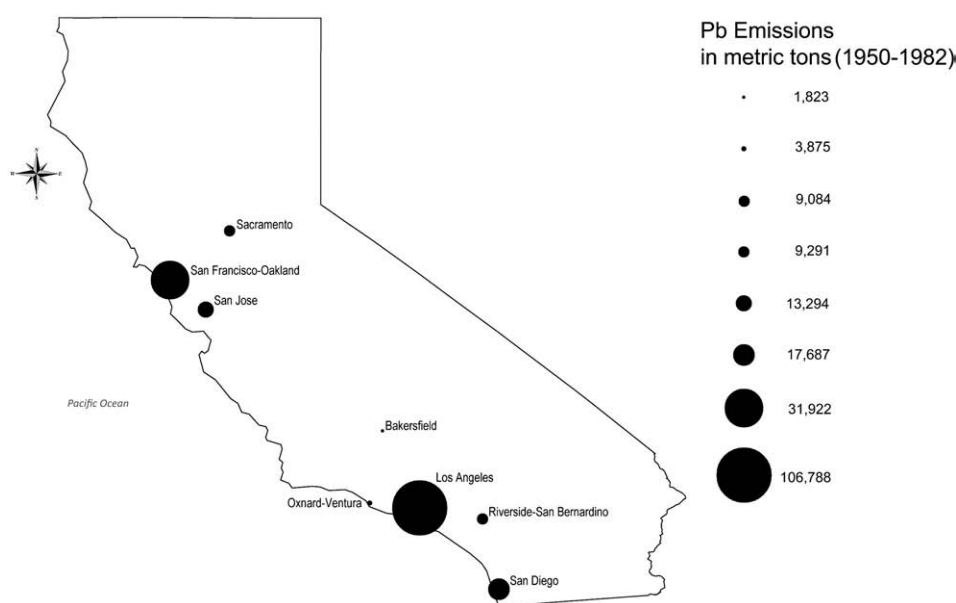 Pb Emissions
in metric tons (1950-1982)
1,823
3,875
9,084
9,291
13,294
17,687
31,922
106,788
N
W E
S
Sacramento
San Francisco-Oakland
San Jose
Pacific Ocean
Bakersfield
Los Angeles
Oxnard-Ventura
Riverside-San Bernardino
San Diego